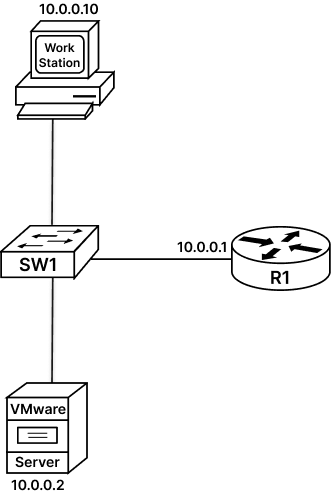 10.0.0.10
Work
Station
10.0.0.1
SW1
R1
VMware
Server
10.0.0.2